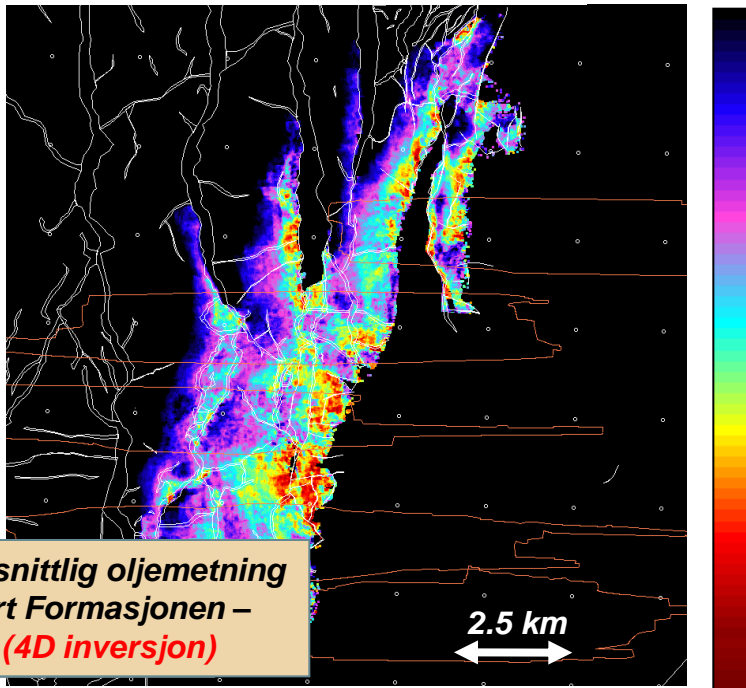 2.5 km
snittlig oljemetning
rt Formasjonen –
(4D inversjon)